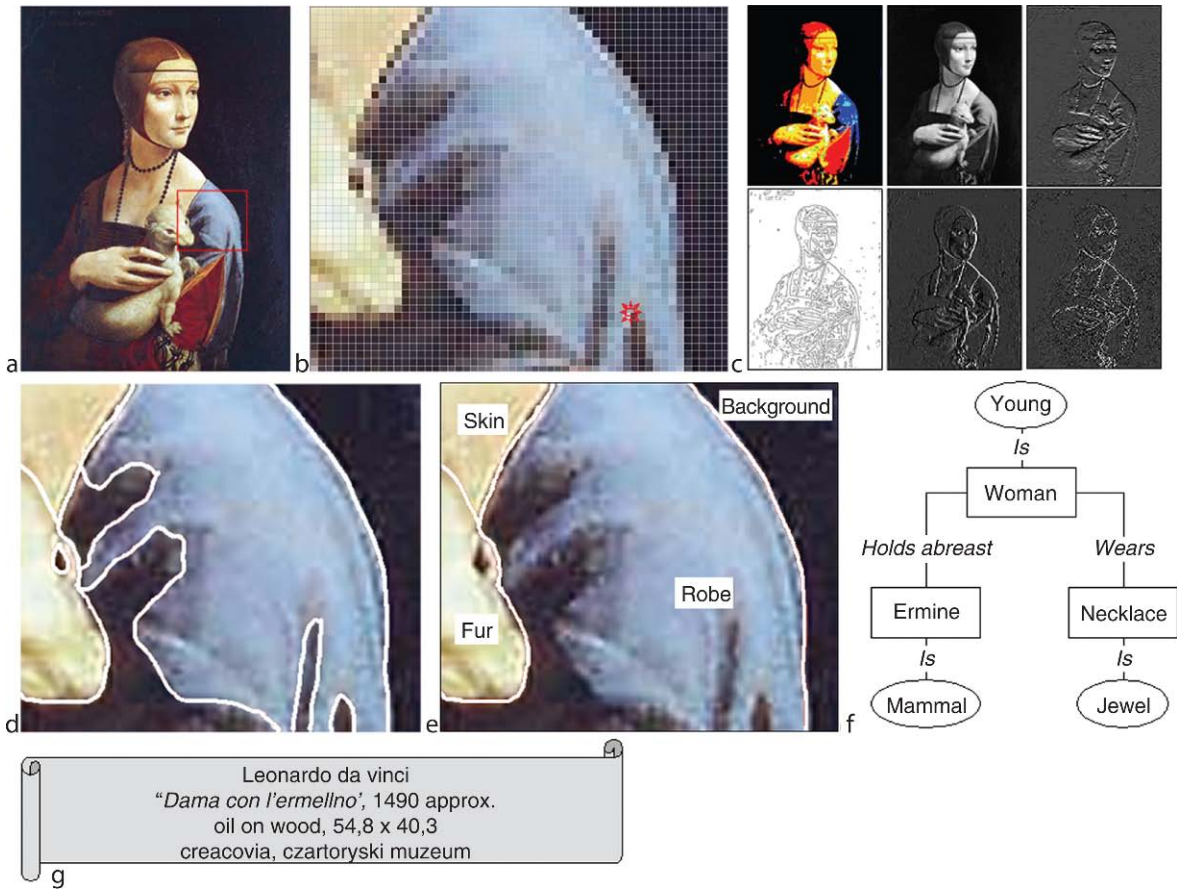 a
b
c
Skin
Background
Robe
Fur
d
e
Young
Is
Woman
Holds abreast
Wears
Ermine
Necklace
Is
Is
Mammal
Jewel
f
Leonardo da vinci
“Dama con l'ermellno’, 1490 approx.
oil on wood, 54,8 x 40,3
creacovia, czartoryski muzeum
g